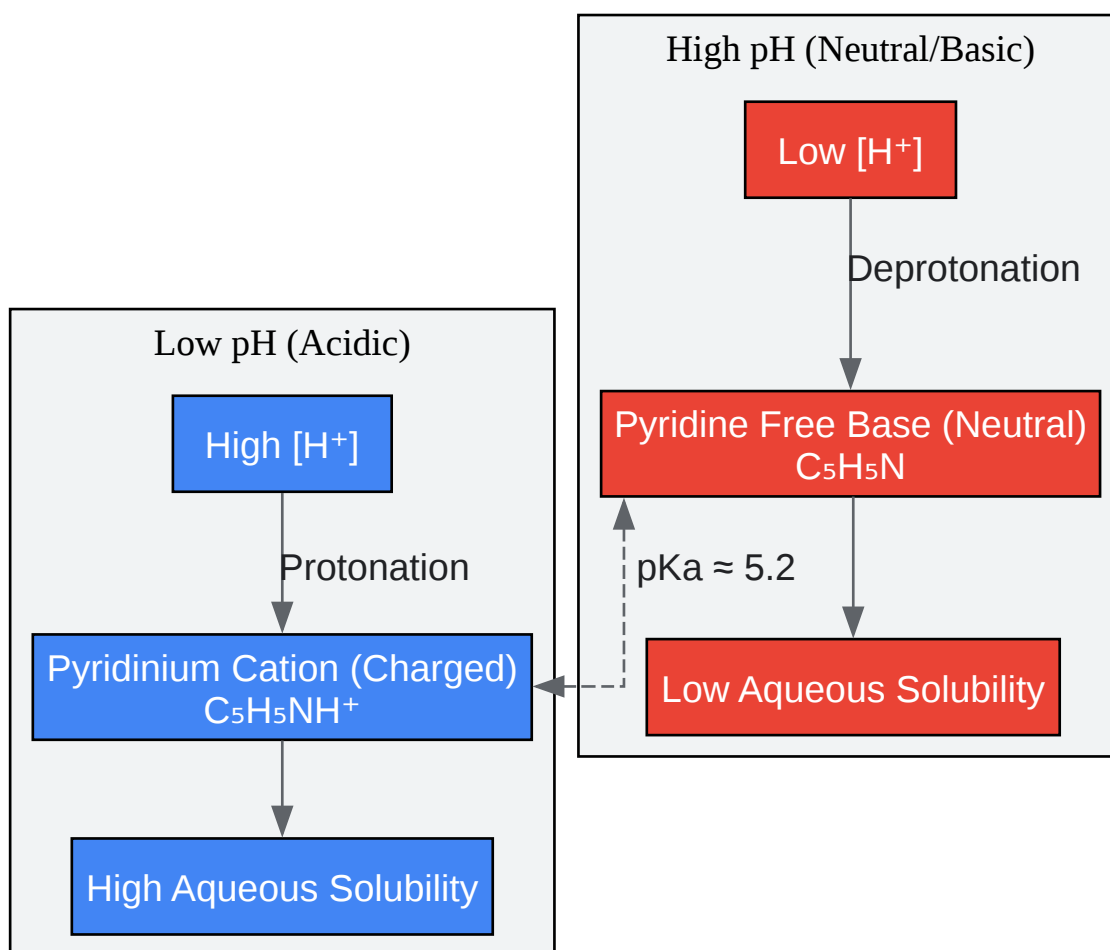 High pH (Neutral/Basic)
Low [H⁺]
Deprotonation
Pyridine Free Base (Neutral)
C₅H₅N
pKa ≈ 5.2
Low Aqueous Solubility
Low pH (Acidic)
High [H⁺]
Protonation
Pyridinium Cation (Charged)
C₅H₅NH⁺
High Aqueous Solubility